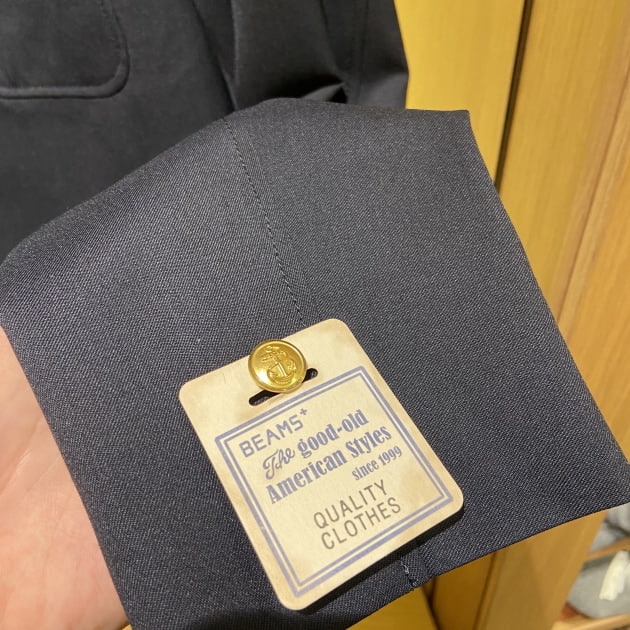 BEAMS+
The good-old
American Styles
since 1999
QUALITY
CLOTHES